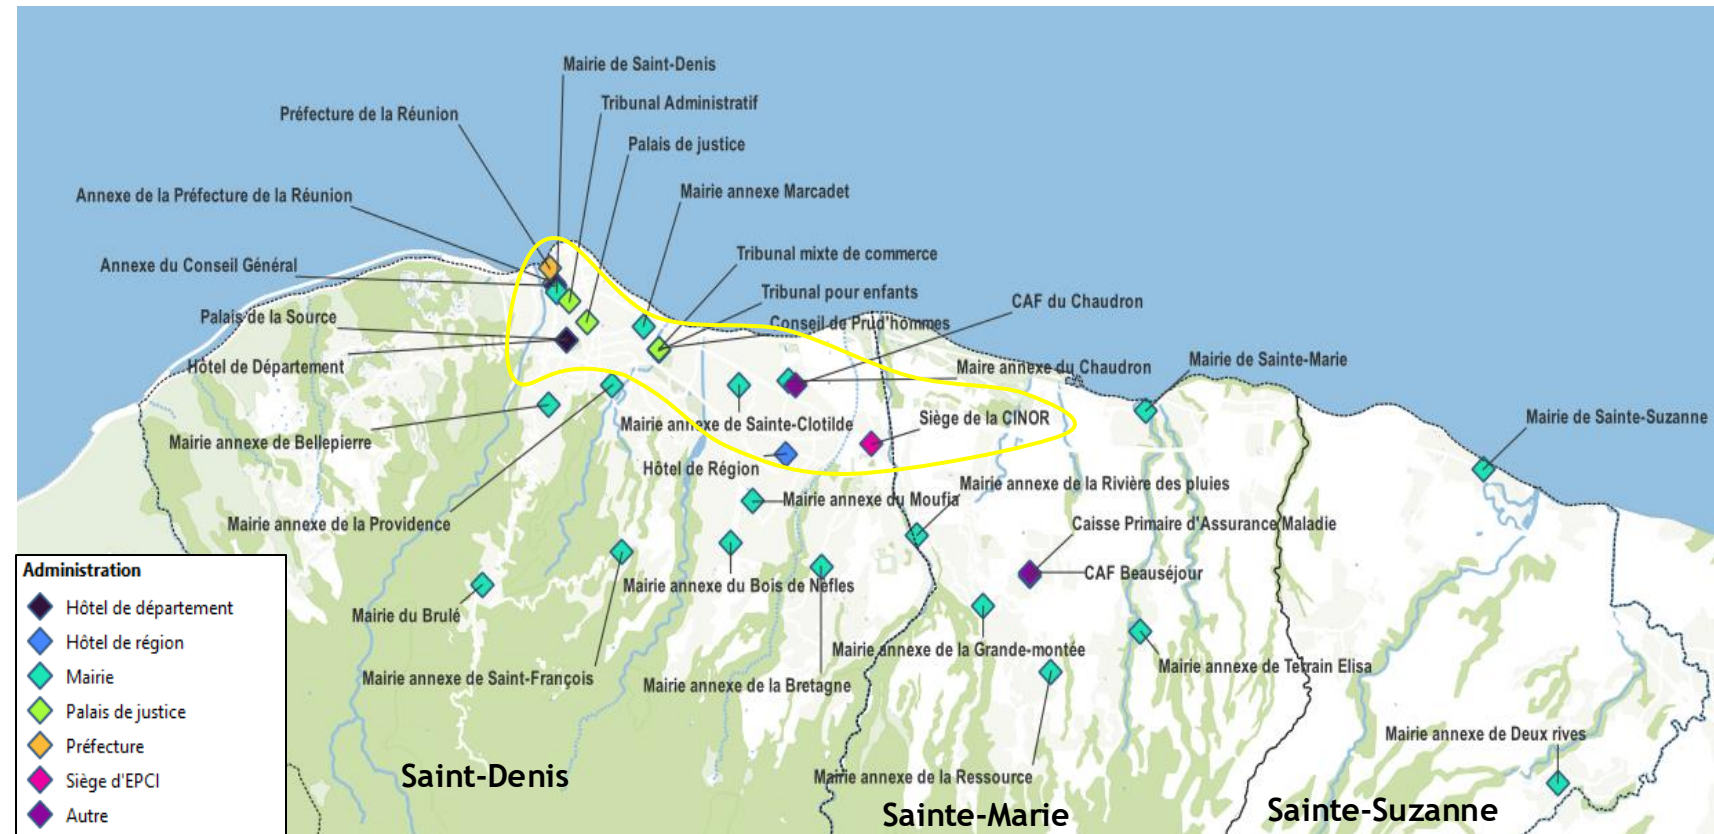 Mairie de Saint-Denis
Tribunal Administratif
Préfecture de la Réunion
Palais de justice
Annexe de la Préfecture de la Réunion
Mairie annexe Marcadet
Tribunal mixte de commerce
Annexe du Conseil Général
Tribunal pour enfants
CAF du Chaudron
Palais de la Source
Conseil de Prud'hommes
Hôtel de Département
Maire annexe du Chaudron
Mairie de Sainte-Marie
Mairie annexe de Sainte-Clotilde
Siège de la CINOR
Mairie de Sainte-Suzanne
Mairie annexe de Bellepierre
Hôtel de Région
Mairie annexe de la Rivière des pluies
Mairie annexe du Moufia
Mairie annexe de la Providence
Caisse Primaire d'Assurance Maladie
CAF Beauséjour
Mairie annexe du Bois de Nèfles
Mairie du Brulé
Mairie annexe de la Grande-montée
Mairie annexe de Terrain Elisa
Mairie annexe de Saint-François
Mairie annexe de la Bretagne
Mairie annexe de Deux rives
Mairie annexe de la Ressource
Saint-Denis
Sainte-Marie
Sainte-Suzanne
Administration
Hôtel de département
Hôtel de région
Mairie
Palais de justice
Préfecture
Siège d'EPCI
Autre